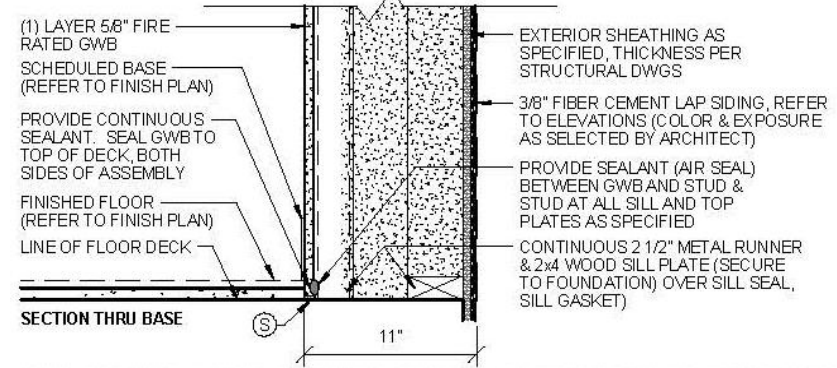 (1) LAYER 5/8" FIRE
RATED GWB
SCHEDULED BASE
(REFER TO FINISH PLAN)
PROVIDE CONTINUOUS
SEALANT. SEAL GWB TO
TOP OF DECK, BOTH
SIDES OF ASSEMBLY
FINISHED FLOOR
(REFER TO FINISH PLAN)
LINE OF FLOOR DECK
SECTION THRU BASE
S
11"
EXTERIOR SHEATHING AS
SPECIFIED, THICKNESS PER
STRUCTURAL DWGS
3/8" FIBER CEMENT LAP SIDING, REFER
TO ELEVATIONS (COLOR & EXPOSURE
AS SELECTED BY ARCHITECT)
PROVIDE SEALANT (AIR SEAL)
BETWEEN GWB AND STUD &
STUD AT ALL SILL AND TOP
PLATES AS SPECIFIED
CONTINUOUS 2 1/2" METAL RUNNER
& 2x4 WOOD SILL PLATE (SECURE
TO FOUNDATION) OVER SILL SEAL,
SILL GASKET)